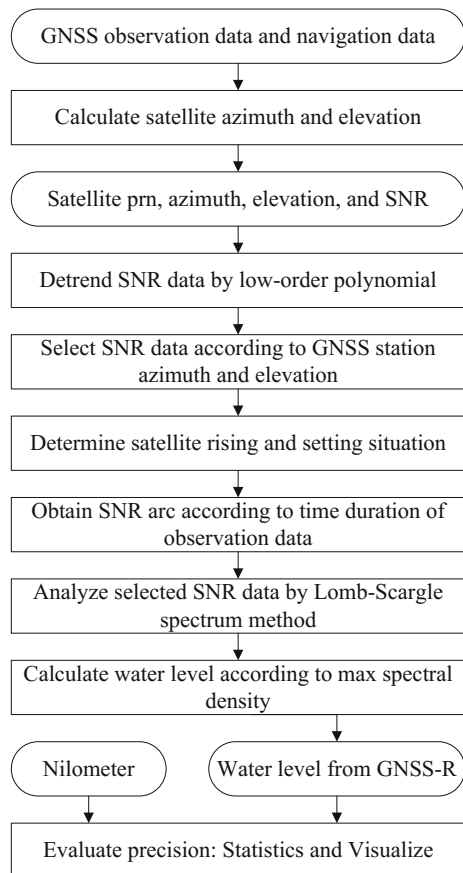 GNSS observation data and navigation data
Calculate satellite azimuth and elevation
Satellite prn, azimuth, elevation, and SNR
Detrend SNR data by low-order polynomial
Select SNR data according to GNSS station
azimuth and elevation
Determine satellite rising and setting situation
Obtain SNR arc according to time duration of
observation data
Analyze selected SNR data by Lomb-Scargle
spectrum method
Calculate water level according to max spectral
density
Nilometer
Water level from GNSS-R
Evaluate precision: Statistics and Visualize